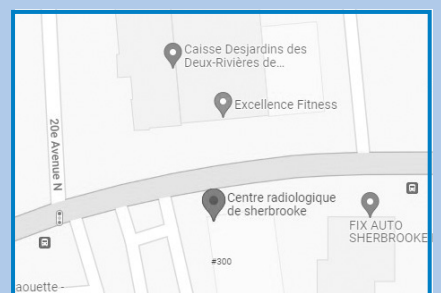 Caisse Desjardins des
Deux-Rivières de...
Excellence Fitness
20e Avenue N
Centre radiologique
de sherbrooke
FIX AUTO
SHERBROOKE
#300
aouette -